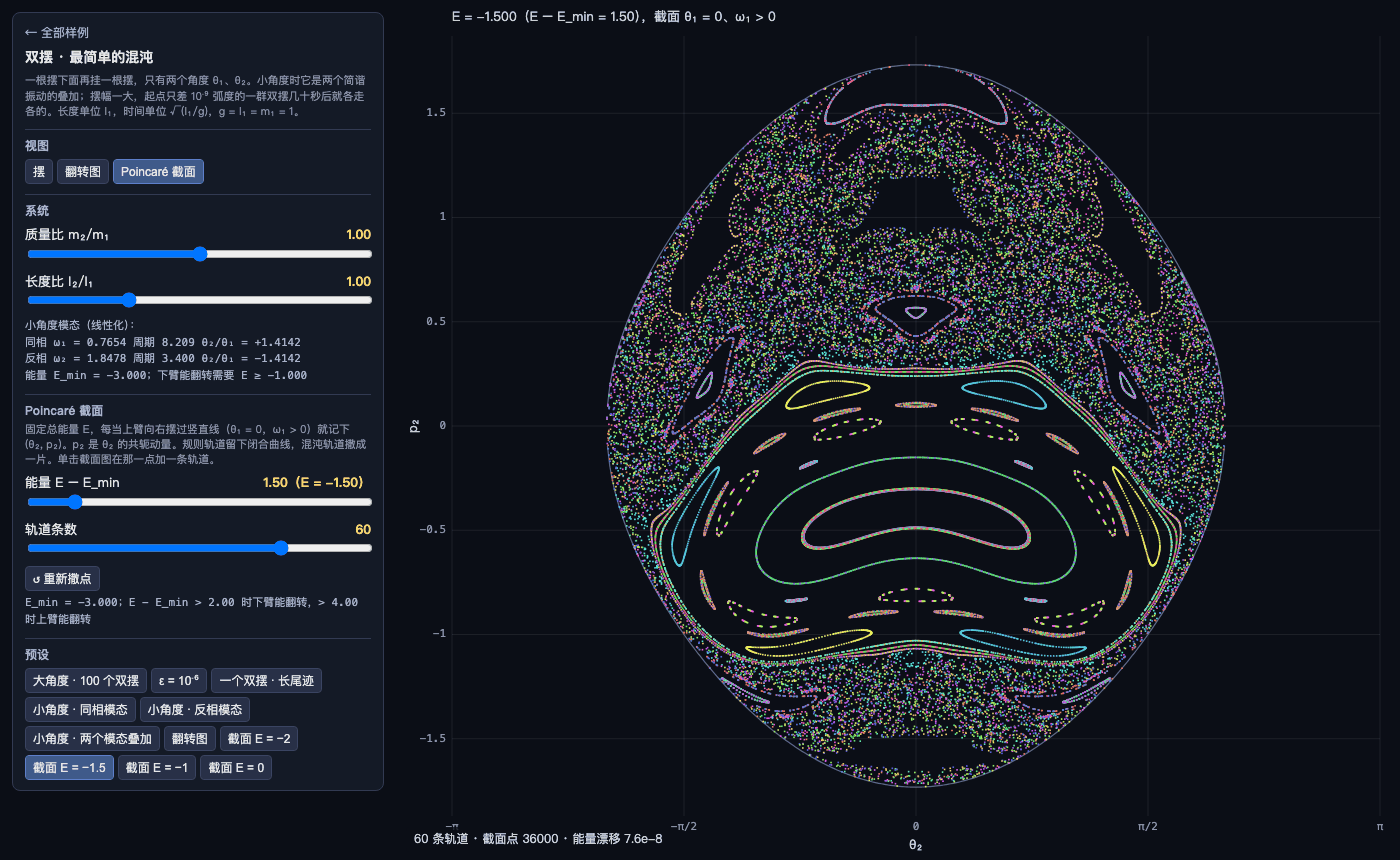 ← 全部样例
双摆 · 最简单的混沌
一根摆下面再挂一根摆，只有两个角度 θ₁、θ₂。小角度时它是两个简谐
振动的叠加；摆幅一大，起点只差 10⁻⁹ 弧度的一群双摆几十秒后就各走
各的。长度单位 l₁，时间单位 √(l₁/g)，g = l₁ = m₁ = 1。
视图
摆 翻转图 Poincaré 截面
系统
质量比 m₂/m₁ 1.00
长度比 l₂/l₁ 1.00
小角度模态（线性化）：
同相 ω₁ = 0.7654 周期 8.209 θ₂/θ₁ = +1.4142
反相 ω₂ = 1.8478 周期 3.400 θ₂/θ₁ = −1.4142
能量 E_min = −3.000；下臂能翻转需要 E ≥ −1.000
Poincaré 截面
固定总能量 E，每当上臂向右摆过竖直线（θ₁ = 0，ω₁ > 0）就记下
(θ₂, p₂)。p₂ 是 θ₂ 的共轭动量。规则轨道留下闭合曲线，混沌轨道撒成
一片。单击截面图在那一点加一条轨道。
能量 E − E_min 1.50（E = −1.50）
轨道条数 60
↺ 重新撒点
E_min = −3.000；E − E_min > 2.00 时下臂能翻转，> 4.00
时上臂能翻转
预设
大角度 · 100 个双摆 ε = 10⁻⁶ 一个双摆 · 长尾迹
小角度 · 同相模态 小角度 · 反相模态
小角度 · 两个模态叠加 翻转图 截面 E = −2
截面 E = −1.5 截面 E = −1 截面 E = 0
E = −1.500（E − E_min = 1.50），截面 θ₁ = 0、ω₁ > 0
1.5
1
0.5
0
−0.5
−1
−1.5
p₂
−π −π/2 0 π/2 π
θ₂
60 条轨道 · 截面点 36000 · 能量漂移 7.6e−8